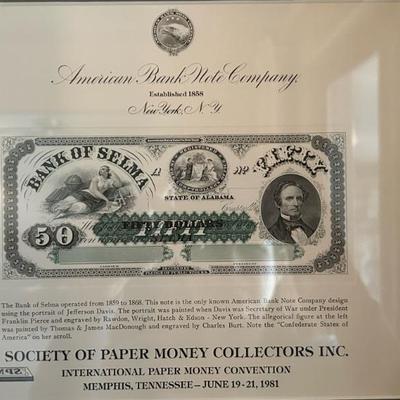 American Bank Note Company.
Established 1858
New York, N. Y.
BANK OF SELMA
A
No
FIFTY
STATE OF ALABAMA
50
FIFTY DOLLARS
The Bank of Selma operated from 1859 to 1868. This note is the only known American Bank Note Company design
using the portrait of Jefferson Davis. The portrait was painted when Davis was Secretary of War under President
Franklin Pierce and engraved by Rawdon, Wright, Hatch & Edson - New York. The allegorical figure at the left
was painted by Thomas & James MacDonough and engraved by Charles Burt. Note the "Confederate States of
America" on her scroll.
SOCIETY OF PAPER MONEY COLLECTORS INC.
INTERNATIONAL PAPER MONEY CONVENTION
MEMPHIS, TENNESSEE — JUNE 19-21, 1981